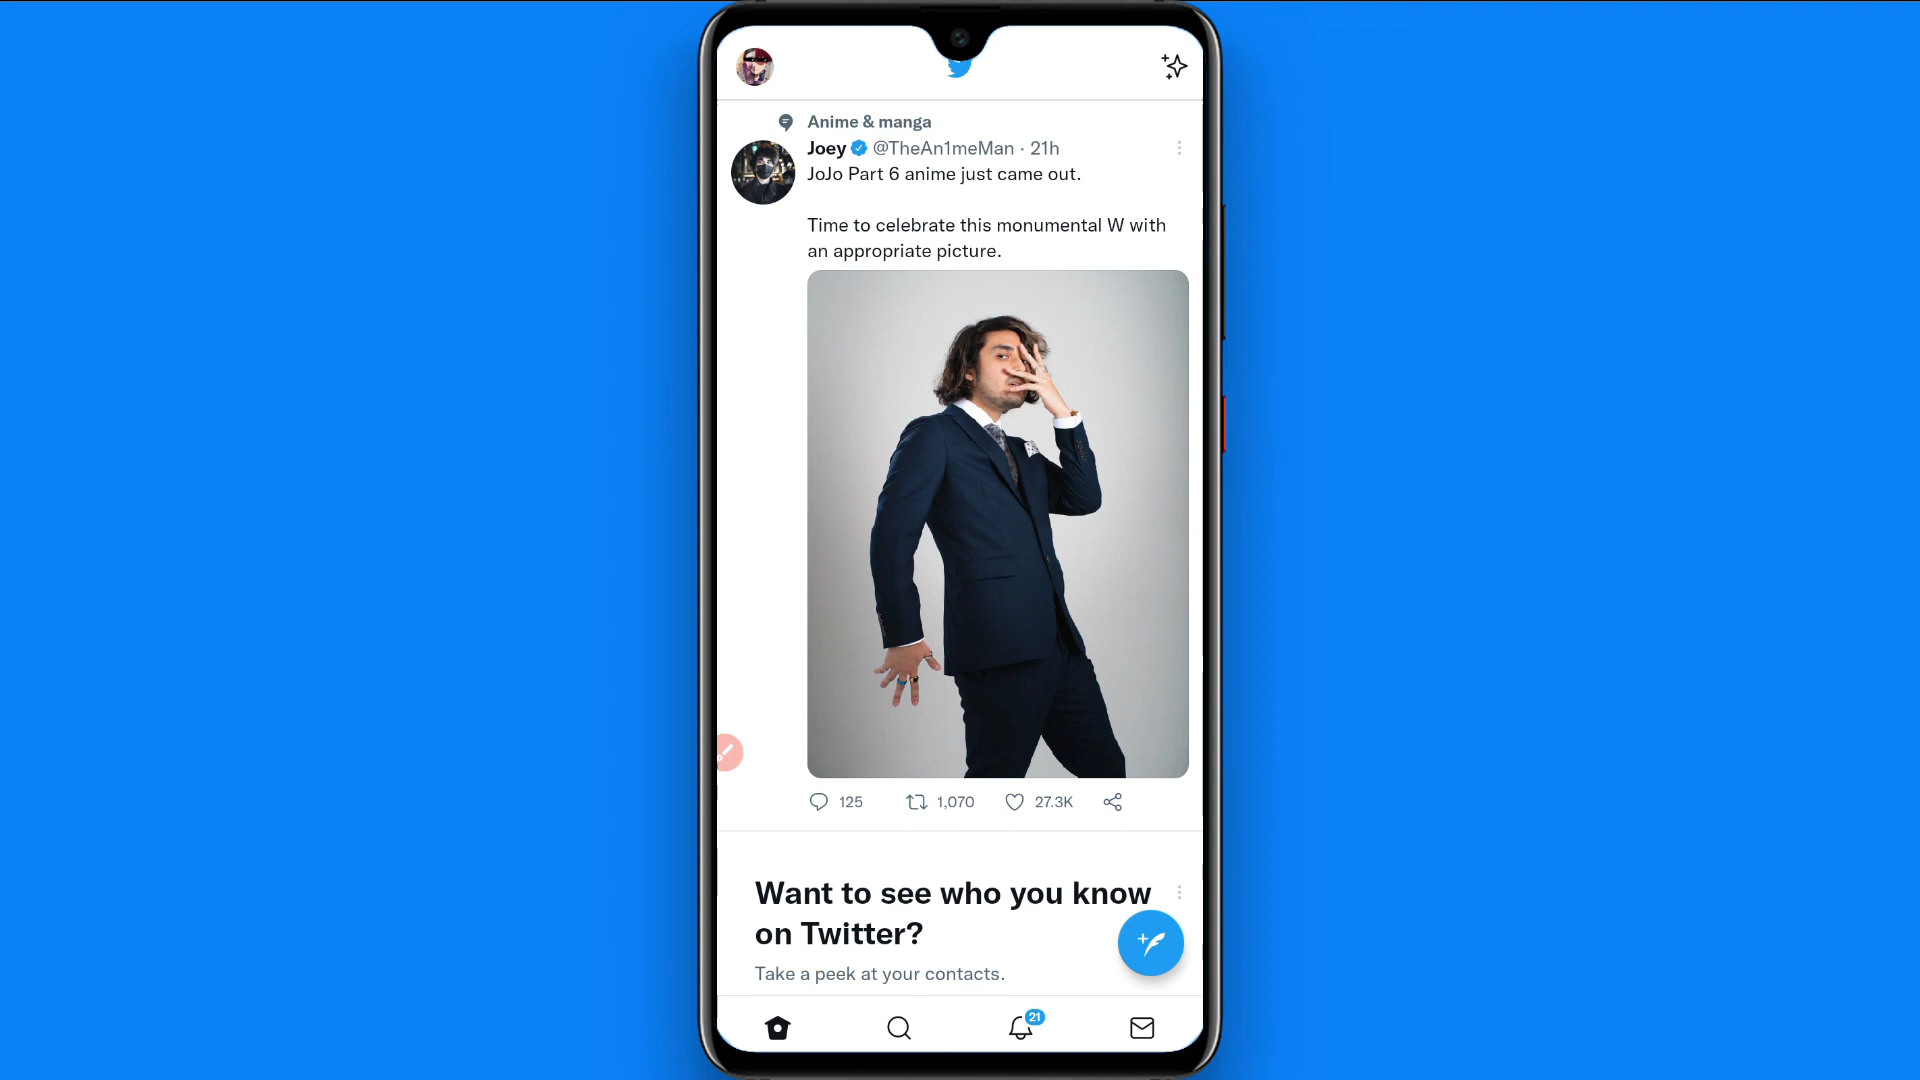 Anime & manga
Joey @TheAn1meMan · 21h
JoJo Part 6 anime just came out.
Time to celebrate this monumental W with
an appropriate picture.
125 1,070 27.3K
Want to see who you know
on Twitter?
Take a peek at your contacts.
21